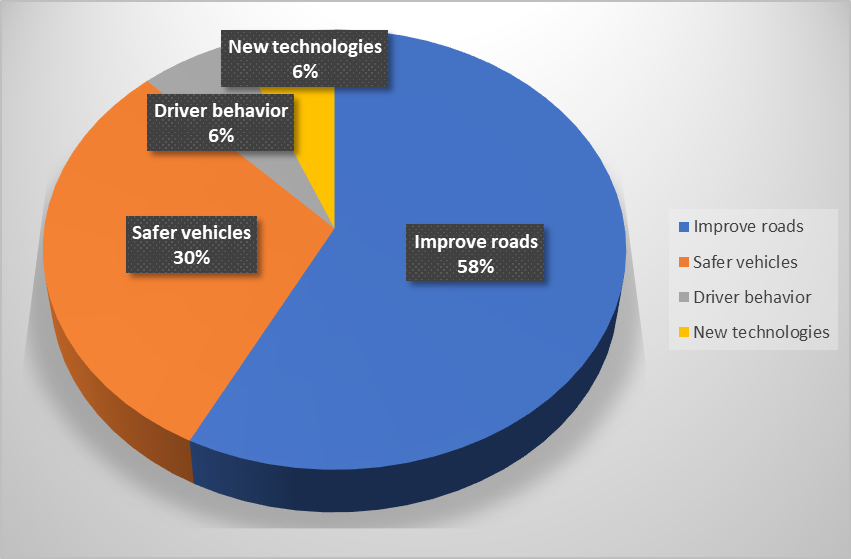 New technologies
6%
Driver behavior
6%
Safer vehicles
30%
Improve roads
58%
Improve roads
Safer vehicles
Driver behavior
New technologies